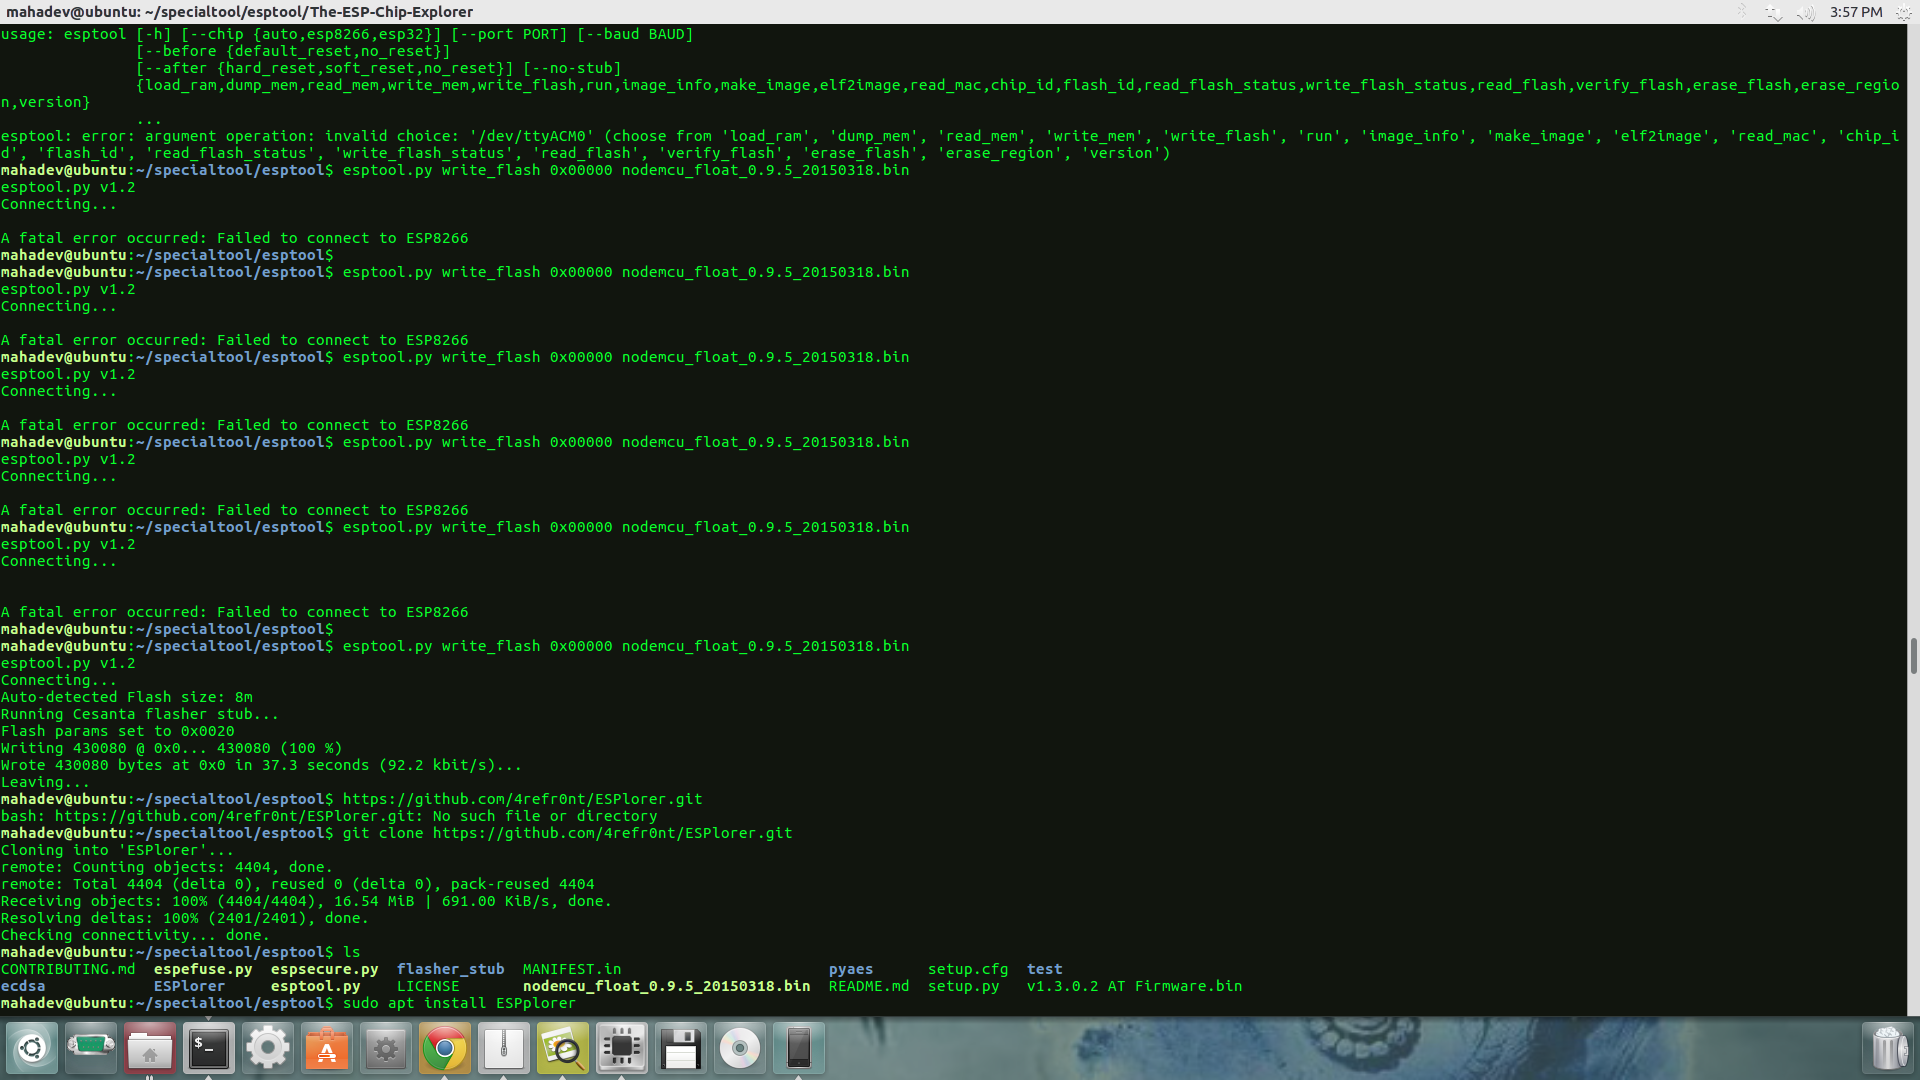 mahadev@ubuntu: ~/specialtool/esptool/The-ESP-Chip-Explorer
3:57 PM
usage: esptool [-h] [--chip {auto,esp8266,esp32}] [--port PORT] [--baud BAUD]
[--before {default_reset,no_reset}]
[--after {hard_reset,soft_reset,no_reset}] [--no-stub]
{load_ram,dump_mem,read_mem,write_mem,write_flash,run,image_info,make_image,elf2image,read_mac,chip_id,flash_id,read_flash_status,write_flash_status,read_flash,verify_flash,erase_flash,erase_regio
n,version}
...
esptool: error: argument operation: invalid choice: '/dev/ttyACM0' (choose from 'load_ram', 'dump_mem', 'read_mem', 'write_mem', 'write_flash', 'run', 'image_info', 'make_image', 'elf2image', 'read_mac', 'chip_i
d', 'flash_id', 'read_flash_status', 'write_flash_status', 'read_flash', 'verify_flash', 'erase_flash', 'erase_region', 'version')
mahadev@ubuntu:~/specialtool/esptool$ esptool.py write_flash 0x00000 nodemcu_float_0.9.5_20150318.bin
esptool.py v1.2
Connecting...
A fatal error occurred: Failed to connect to ESP8266
mahadev@ubuntu:~/specialtool/esptool$
mahadev@ubuntu:~/specialtool/esptool$ esptool.py write_flash 0x00000 nodemcu_float_0.9.5_20150318.bin
esptool.py v1.2
Connecting...
A fatal error occurred: Failed to connect to ESP8266
mahadev@ubuntu:~/specialtool/esptool$ esptool.py write_flash 0x00000 nodemcu_float_0.9.5_20150318.bin
esptool.py v1.2
Connecting...
A fatal error occurred: Failed to connect to ESP8266
mahadev@ubuntu:~/specialtool/esptool$ esptool.py write_flash 0x00000 nodemcu_float_0.9.5_20150318.bin
esptool.py v1.2
Connecting...
A fatal error occurred: Failed to connect to ESP8266
mahadev@ubuntu:~/specialtool/esptool$ esptool.py write_flash 0x00000 nodemcu_float_0.9.5_20150318.bin
esptool.py v1.2
Connecting...
A fatal error occurred: Failed to connect to ESP8266
mahadev@ubuntu:~/specialtool/esptool$
mahadev@ubuntu:~/specialtool/esptool$ esptool.py write_flash 0x00000 nodemcu_float_0.9.5_20150318.bin
esptool.py v1.2
Connecting...
Auto-detected Flash size: 8m
Running Cesanta flasher stub...
Flash params set to 0x0020
Writing 430080 @ 0x0... 430080 (100 %)
Wrote 430080 bytes at 0x0 in 37.3 seconds (92.2 kbit/s)...
Leaving...
mahadev@ubuntu:~/specialtool/esptool$ https://github.com/4refr0nt/ESPlorer.git
bash: https://github.com/4refr0nt/ESPlorer.git: No such file or directory
mahadev@ubuntu:~/specialtool/esptool$ git clone https://github.com/4refr0nt/ESPlorer.git
Cloning into 'ESPlorer'...
remote: Counting objects: 4404, done.
remote: Total 4404 (delta 0), reused 0 (delta 0), pack-reused 4404
Receiving objects: 100% (4404/4404), 16.54 MiB | 691.00 KiB/s, done.
Resolving deltas: 100% (2401/2401), done.
Checking connectivity... done.
mahadev@ubuntu:~/specialtool/esptool$ ls
CONTRIBUTING.md espefuse.py espsecure.py flasher_stub MANIFEST.in pyaes setup.cfg test
ecdsa ESPlorer esptool.py LICENSE nodemcu_float_0.9.5_20150318.bin README.md setup.py v1.3.0.2 AT Firmware.bin
mahadev@ubuntu:~/specialtool/esptool$ sudo apt install ESPplorer